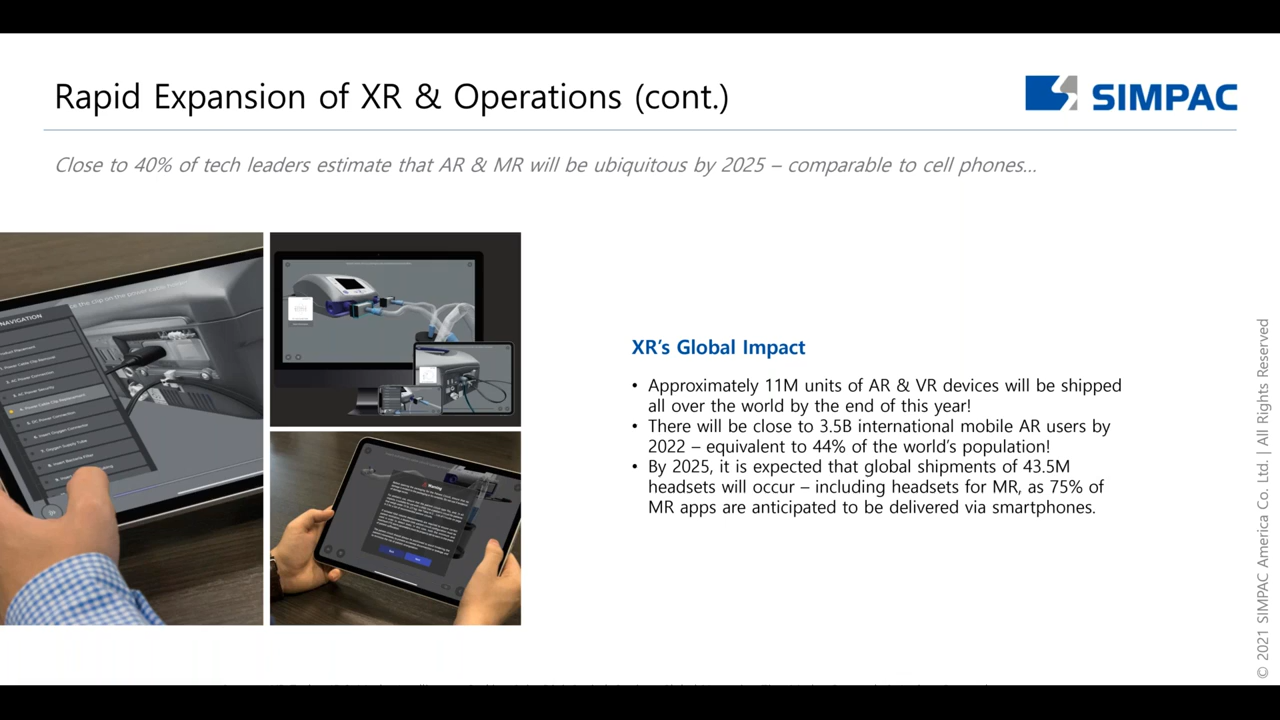 Rapid Expansion of XR & Operations (cont.)
SIMPAC
Close to 40% of tech leaders estimate that AR & MR will be ubiquitous by 2025 – comparable to cell phones...
NAVIGATION
Warning
XR's Global Impact
• Approximately 11M units of AR & VR devices will be shipped
all over the world by the end of this year!
• There will be close to 3.5B international mobile AR users by
2022 – equivalent to 44% of the world's population!
• By 2025, it is expected that global shipments of 43.5M
headsets will occur – including headsets for MR, as 75% of
MR apps are anticipated to be delivered via smartphones.
© 2021 SIMPAC America Co. Ltd. | All Rights Reserved